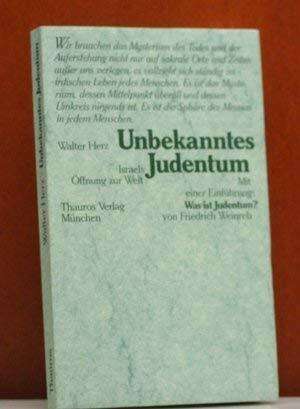 Wir brauchen das Mysterium des Todes und der
Auferstehung nicht nur auf sakrale Orte und Zeiten
außer uns verlegen, es vollzieht sich ständig im
irdischen Leben jedes Menschen. Es ist das Myste-
rium, dessen Mittelpunkt überall und dessen
Umkreis nirgends ist. Es ist die Sphäre des Messias
in jedem Menschen.
Walter Herz
Unbekanntes
Judentum
Israels
Öffnung zur Welt
Mit
einer Einführung:
Was ist Judentum?
von Friedrich Weinreb
Thauros Verlag
München
Walter Herz Unbekanntes Judentum
Thauros